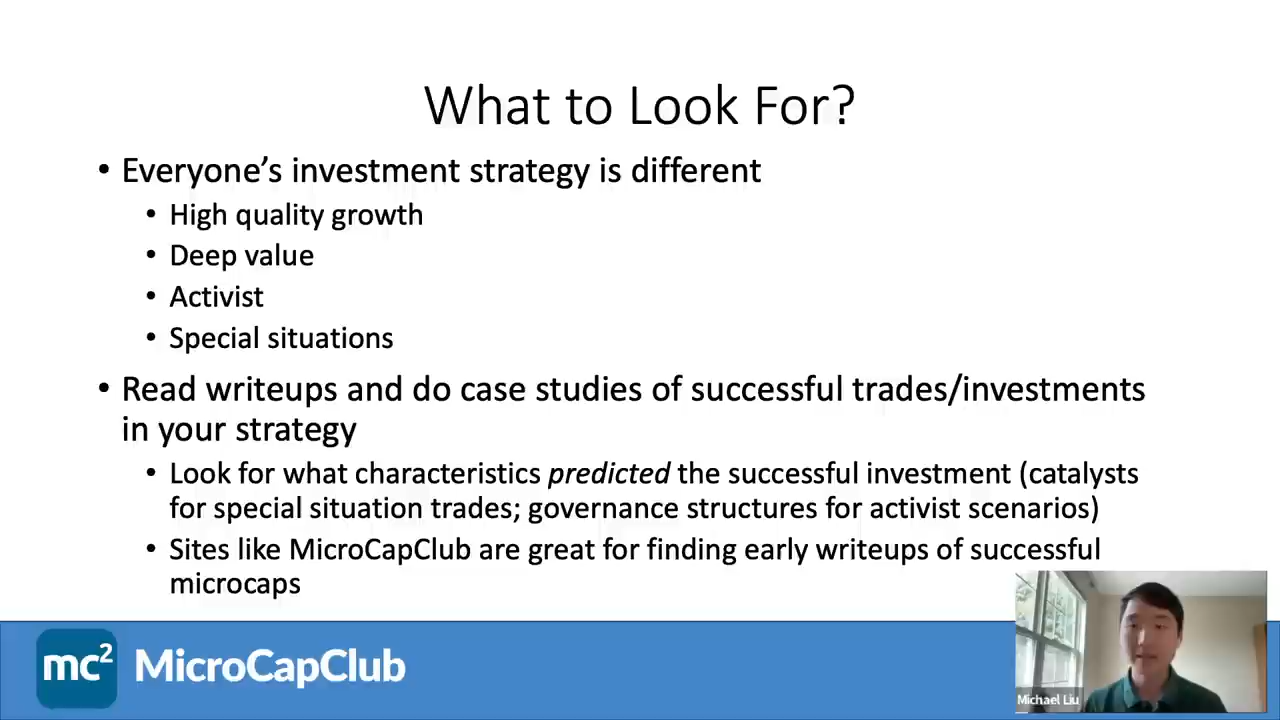 What to Look For?
• Everyone’s investment strategy is different
• High quality growth
• Deep value
• Activist
• Special situations
• Read writeups and do case studies of successful trades/investments
in your strategy
• Look for what characteristics predicted the successful investment (catalysts
for special situation trades; governance structures for activist scenarios)
• Sites like MicroCapClub are great for finding early writeups of successful
microcaps
mc² MicroCapClub
Michael Liu